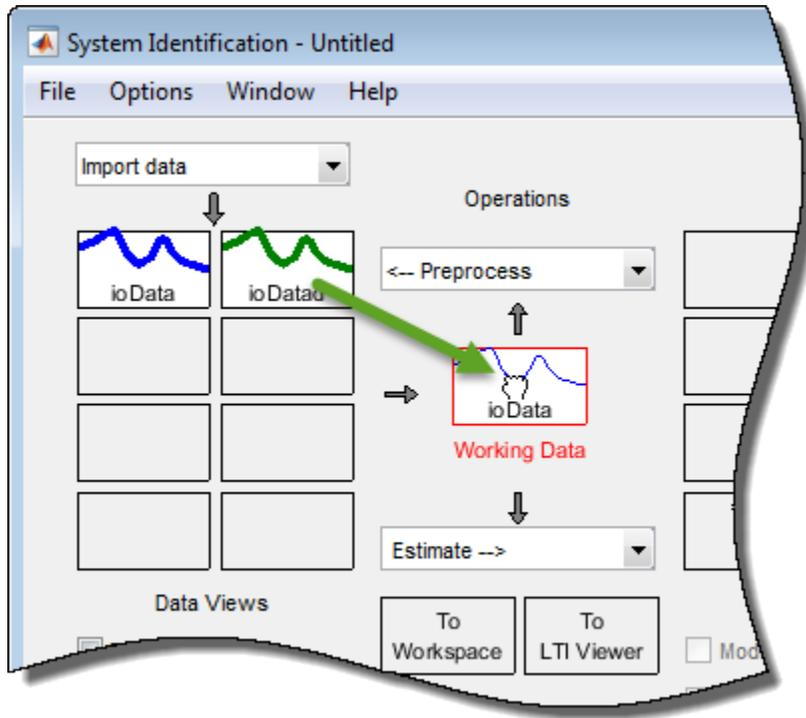 System Identification - Untitled
File Options Window Help
Import data
Operations
ioData ioDatad
<-- Preprocess
ioData
Working Data
Estimate -->
Data Views
To Workspace
To LTI Viewer